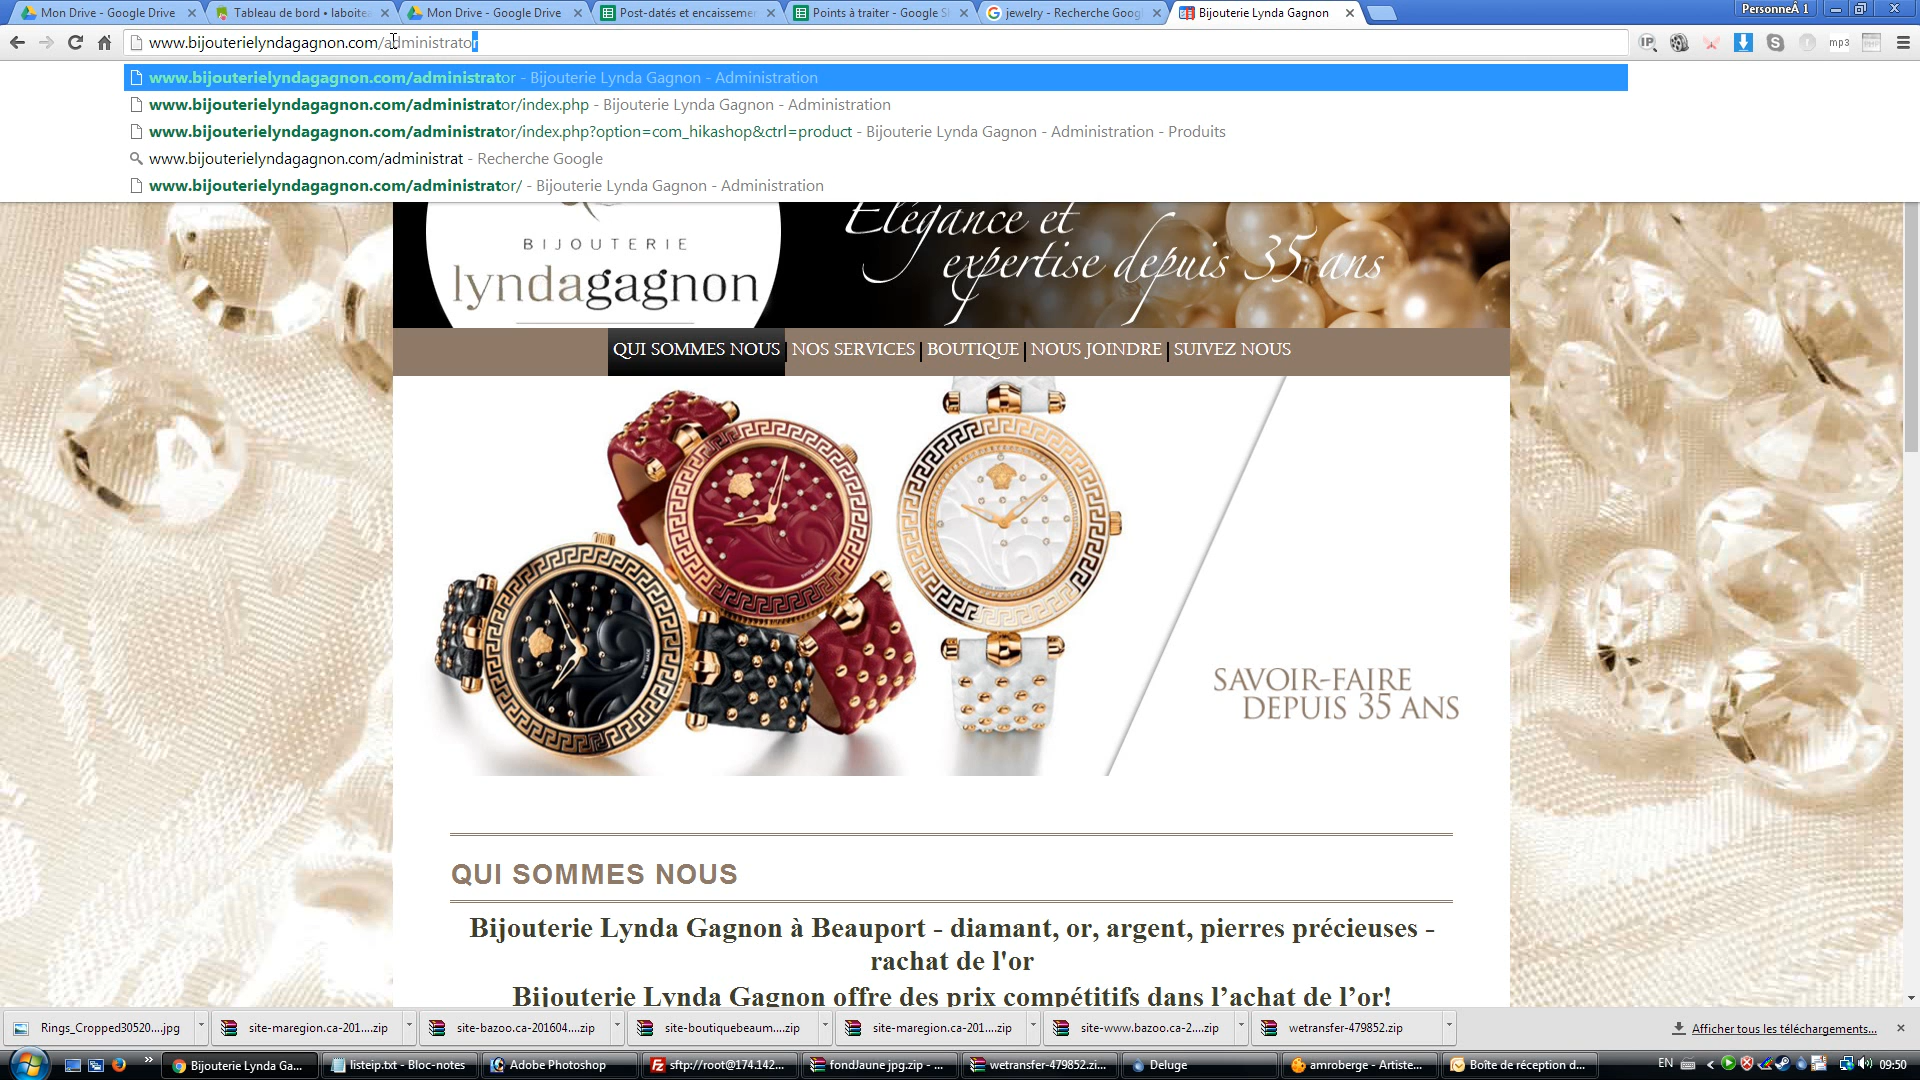 Mon Drive - Google Drive
Tableau de bord • laboitea
Mon Drive - Google Drive
Post-datés et encaissemen
Points à traiter - Google S
jewelry - Recherche Goog
Bijouterie Lynda Gagnon
PersonneÂ 1
www.bijouterielyndagagnon.com/administrator
IP
mp3
www.bijouterielyndagagnon.com/administrator - Bijouterie Lynda Gagnon - Administration
www.bijouterielyndagagnon.com/administrator/index.php - Bijouterie Lynda Gagnon - Administration
www.bijouterielyndagagnon.com/administrator/index.php?option=com_hikashop&ctrl=product - Bijouterie Lynda Gagnon - Administration - Produits
www.bijouterielyndagagnon.com/administrat - Recherche Google
www.bijouterielyndagagnon.com/administrator/ - Bijouterie Lynda Gagnon - Administration
BIJOUTERIE
lyndagagnon
Élégance et
expertise depuis 35 ans
QUI SOMMES NOUS | NOS SERVICES | BOUTIQUE | NOUS JOINDRE | SUIVEZ NOUS
SAVOIR-FAIRE
DEPUIS 35 ANS
QUI SOMMES NOUS
Bijouterie Lynda Gagnon à Beauport - diamant, or, argent, pierres précieuses -
rachat de l'or
Bijouterie Lynda Gagnon offre des prix compétitifs dans l’achat de l’or!
Rings_Cropped30520....jpg
site-maregion.ca-201....zip
site-bazoo.ca-201604....zip
site-boutiquebeaum....zip
site-maregion.ca-201....zip
site-www.bazoo.ca-2....zip
wetransfer-479852.zip
Afficher tous les téléchargements...
Bijouterie Lynda Ga...
listeip.txt - Bloc-notes
Adobe Photoshop
sftp://root@174.142...
fondJaune jpg.zip - ...
wetransfer-479852.zi...
Deluge
amroberge - Artiste...
Boîte de réception d...
EN
09:50